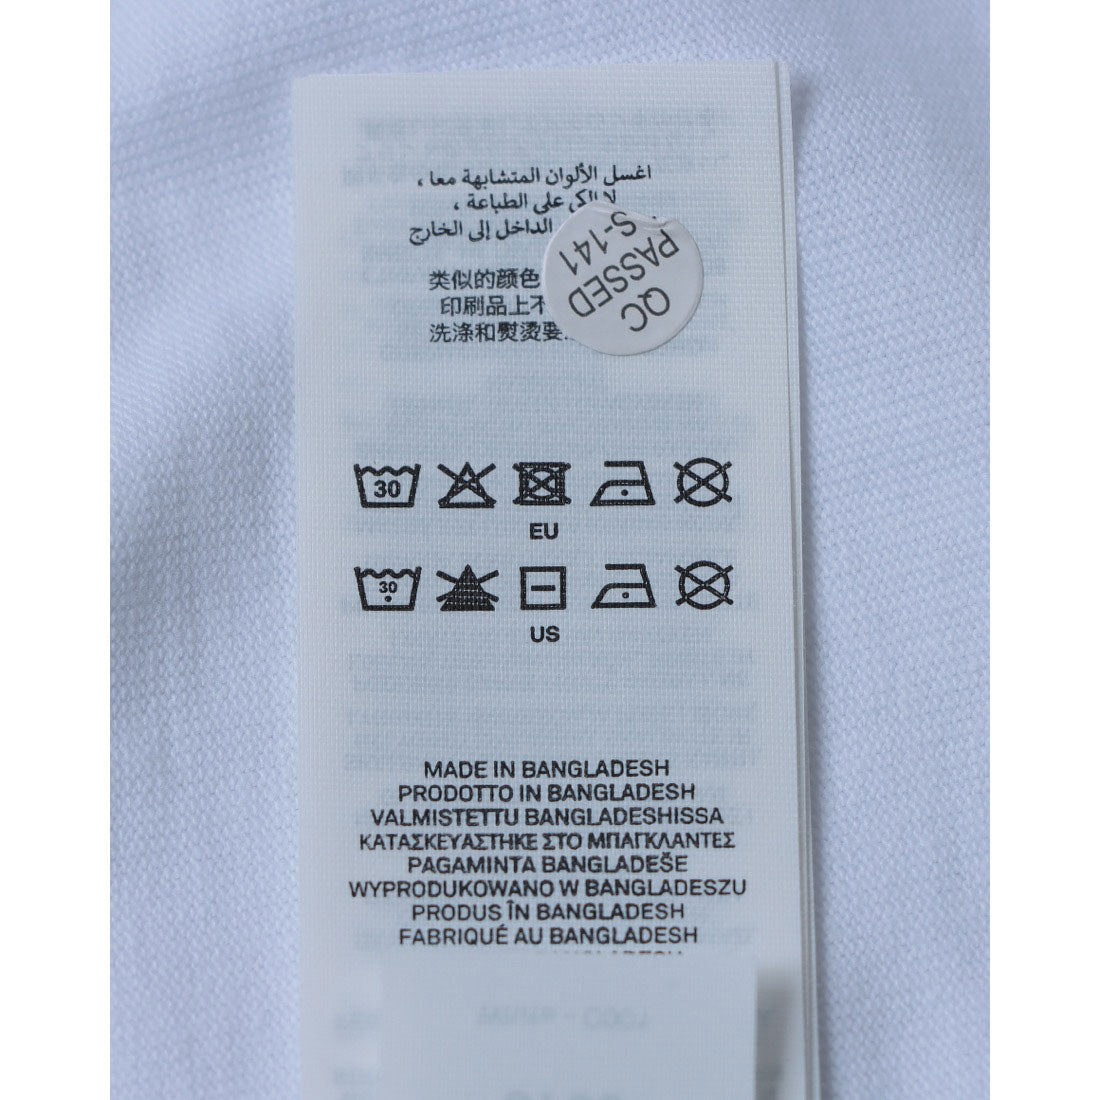 اغسل الألوان المتشابهة معا ،
على الطباعة ،
الداخل إلى الخارج
类似的颜色
印刷品上不
洗涤和熨烫要
QC
PASSED
S-141
30
EU
30
US
MADE IN BANGLADESH
PRODOTTO IN BANGLADESH
VALMISTETTU BANGLADESHISSA
ΚΑΤΑΣΚΕΥΑΣΤΗΚΕ ΣΤΟ ΜΠΑΓΚΛΑΝΤΕΣ
PAGAMINTA BANGLADEŠE
WYPRODUKOWANO W BANGLADESZU
PRODUS ÎN BANGLADESH
FABRIQUÉ AU BANGLADESH